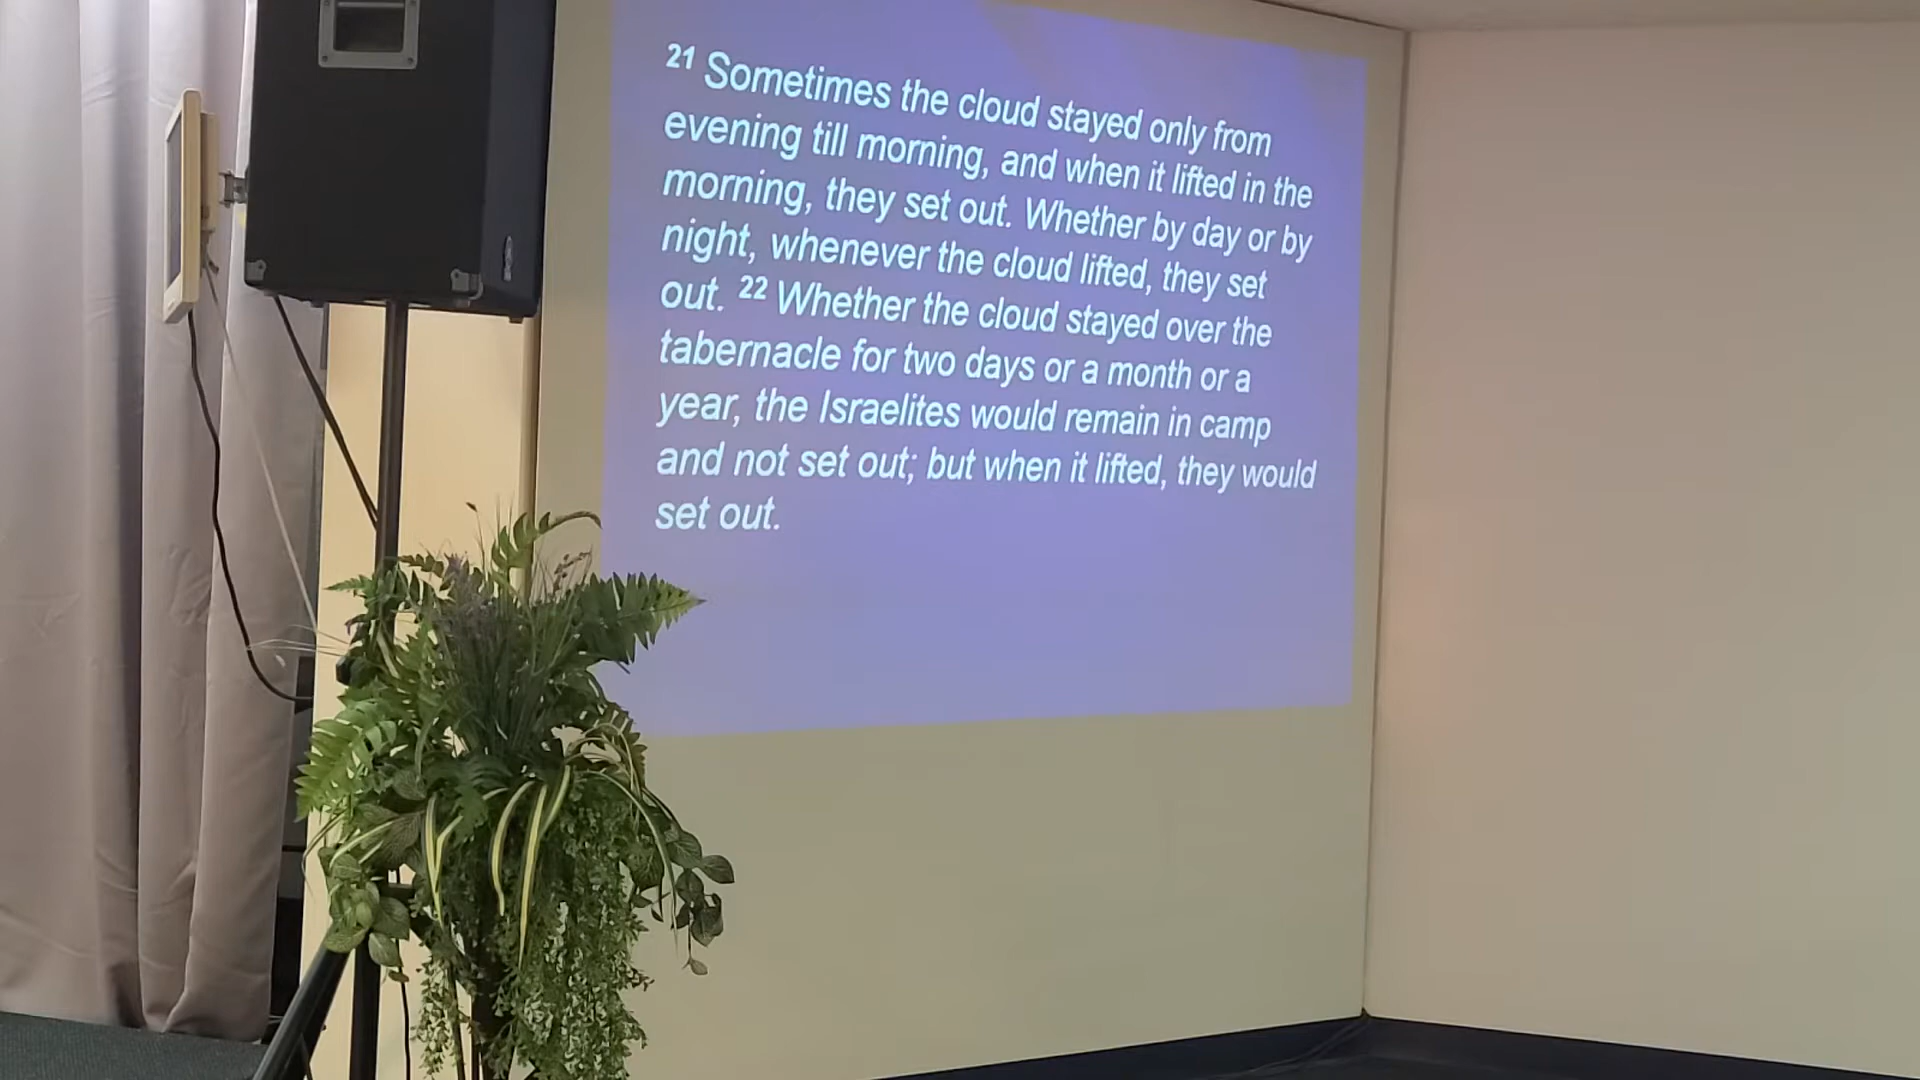 21 Sometimes the cloud stayed only from
evening till morning, and when it lifted in the
morning, they set out. Whether by day or by
night, whenever the cloud lifted, they set
out. 22 Whether the cloud stayed over the
tabernacle for two days or a month or a
year, the Israelites would remain in camp
and not set out; but when it lifted, they would
set out.